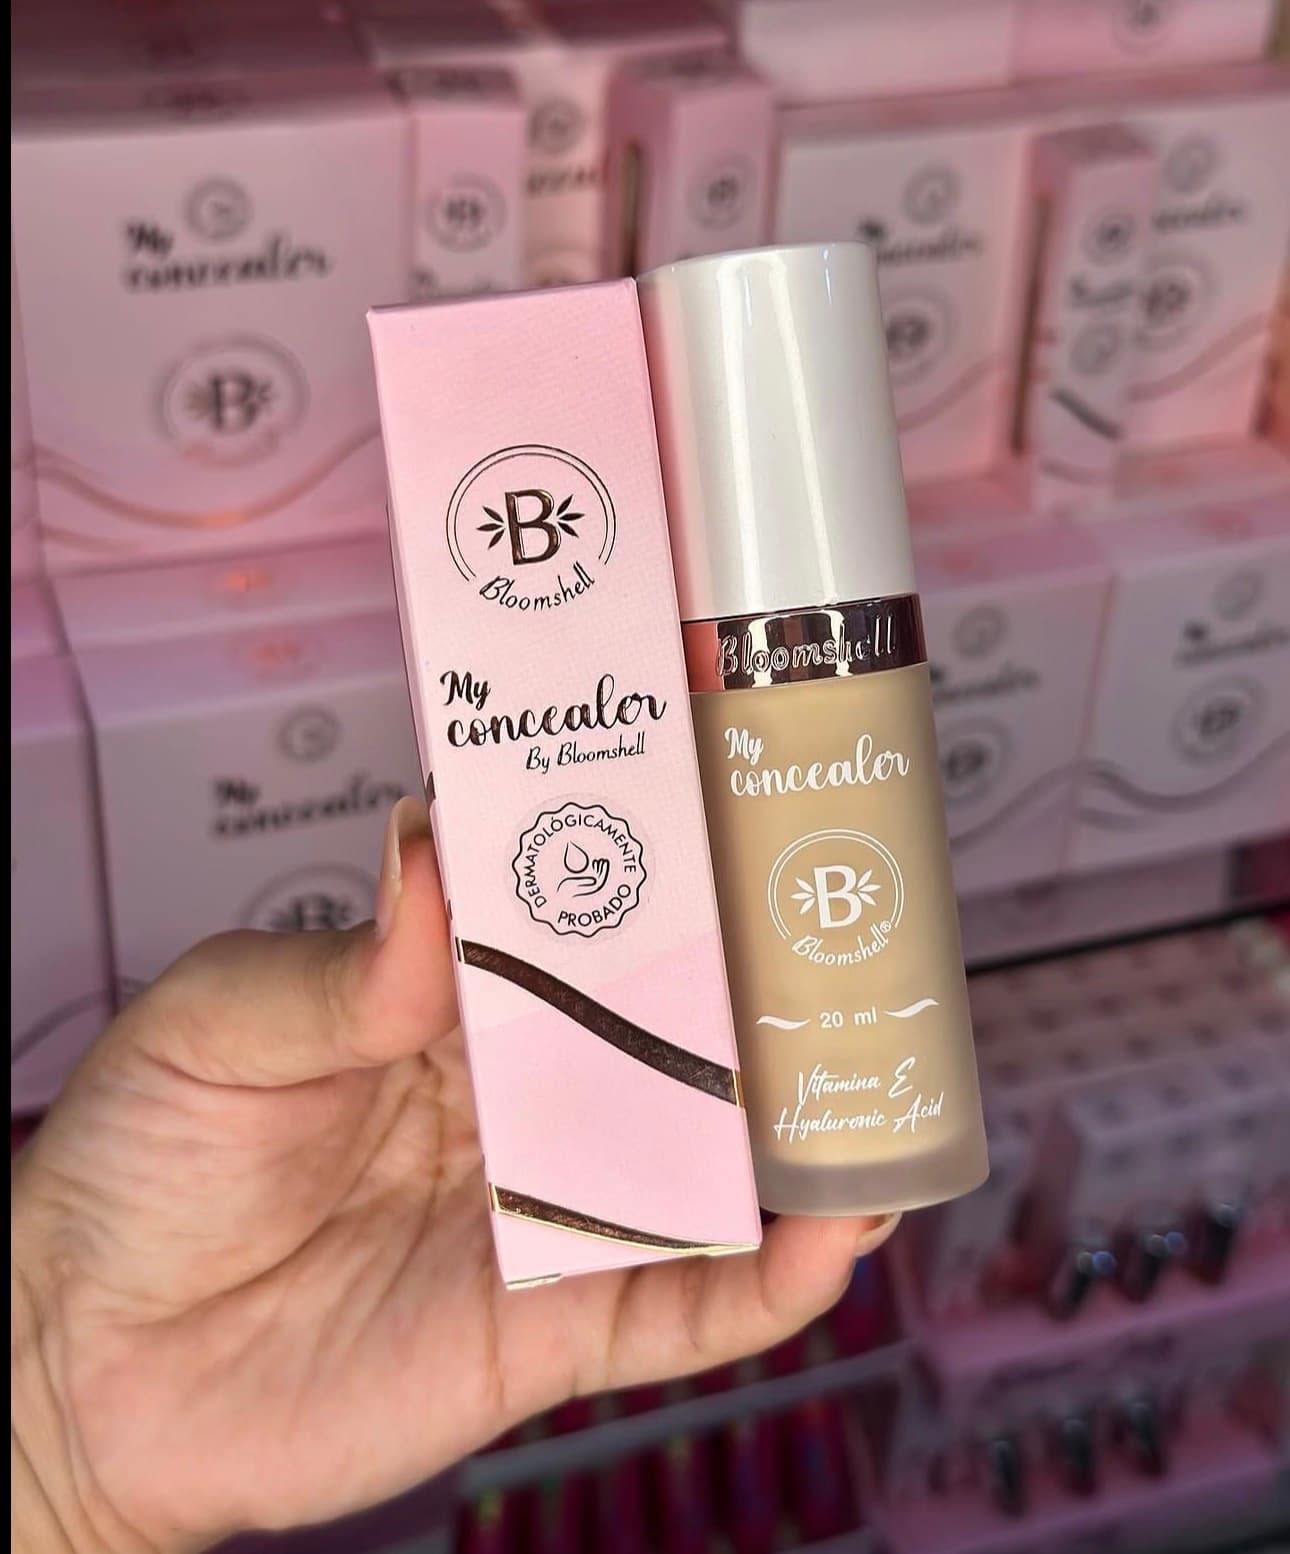 B
Bloomshell
My
concealer
By Bloomshell
DERMATOLÓGICAMENTE
PROBADO
Bloomshell
My
concealer
B
Bloomshell®
20 ml
Vitamina E
Hyaluronic Acid
My
concealer
B
My
concealer
B